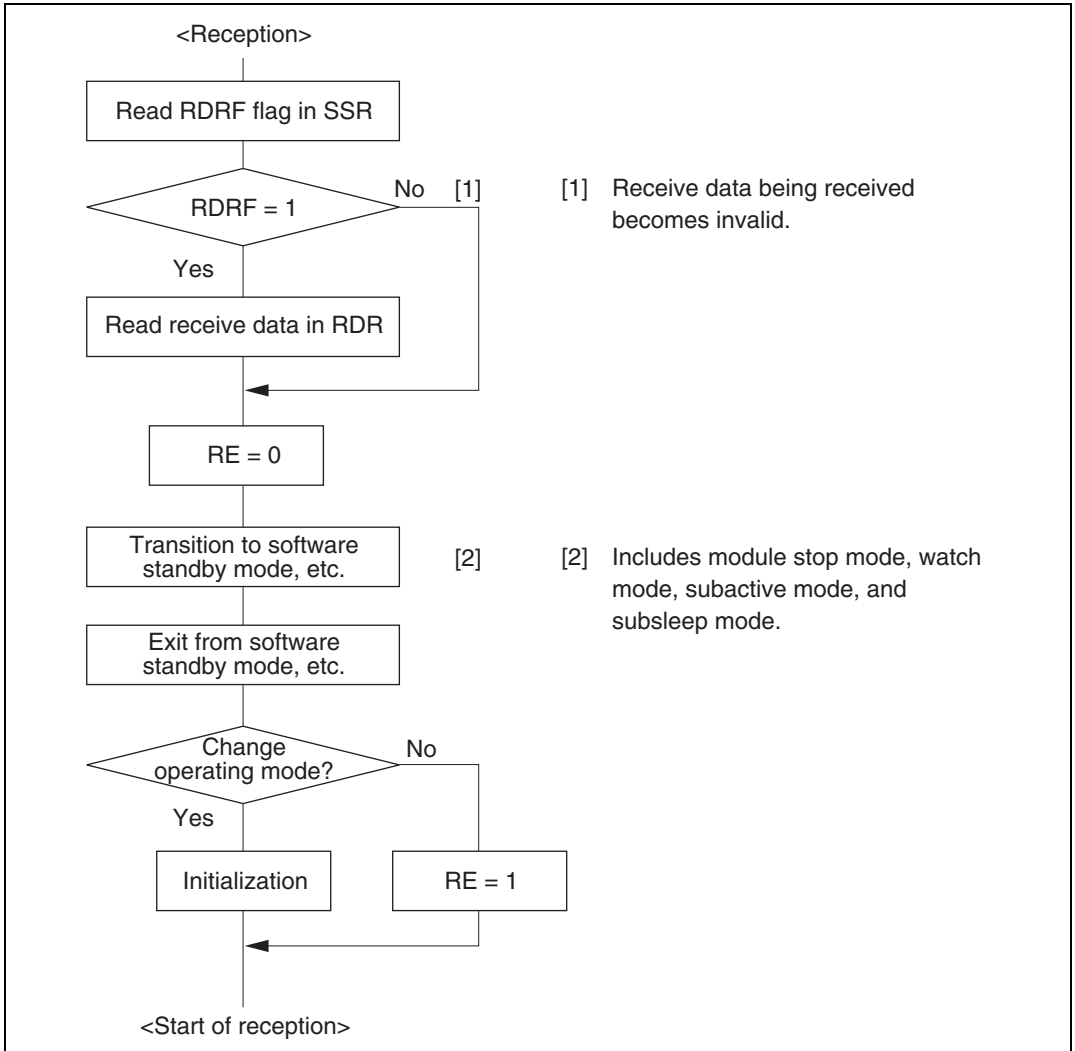 <Reception>
Read RDRF flag in SSR
RDRF = 1
No [1]
[1] Receive data being received
becomes invalid.
Yes
Read receive data in RDR
RE = 0
Transition to software
standby mode, etc.
[2]
[2] Includes module stop mode, watch
mode, subactive mode, and
subsleep mode.
Exit from software
standby mode, etc.
Change
operating mode?
No
Yes
Initialization
RE = 1
<Start of reception>